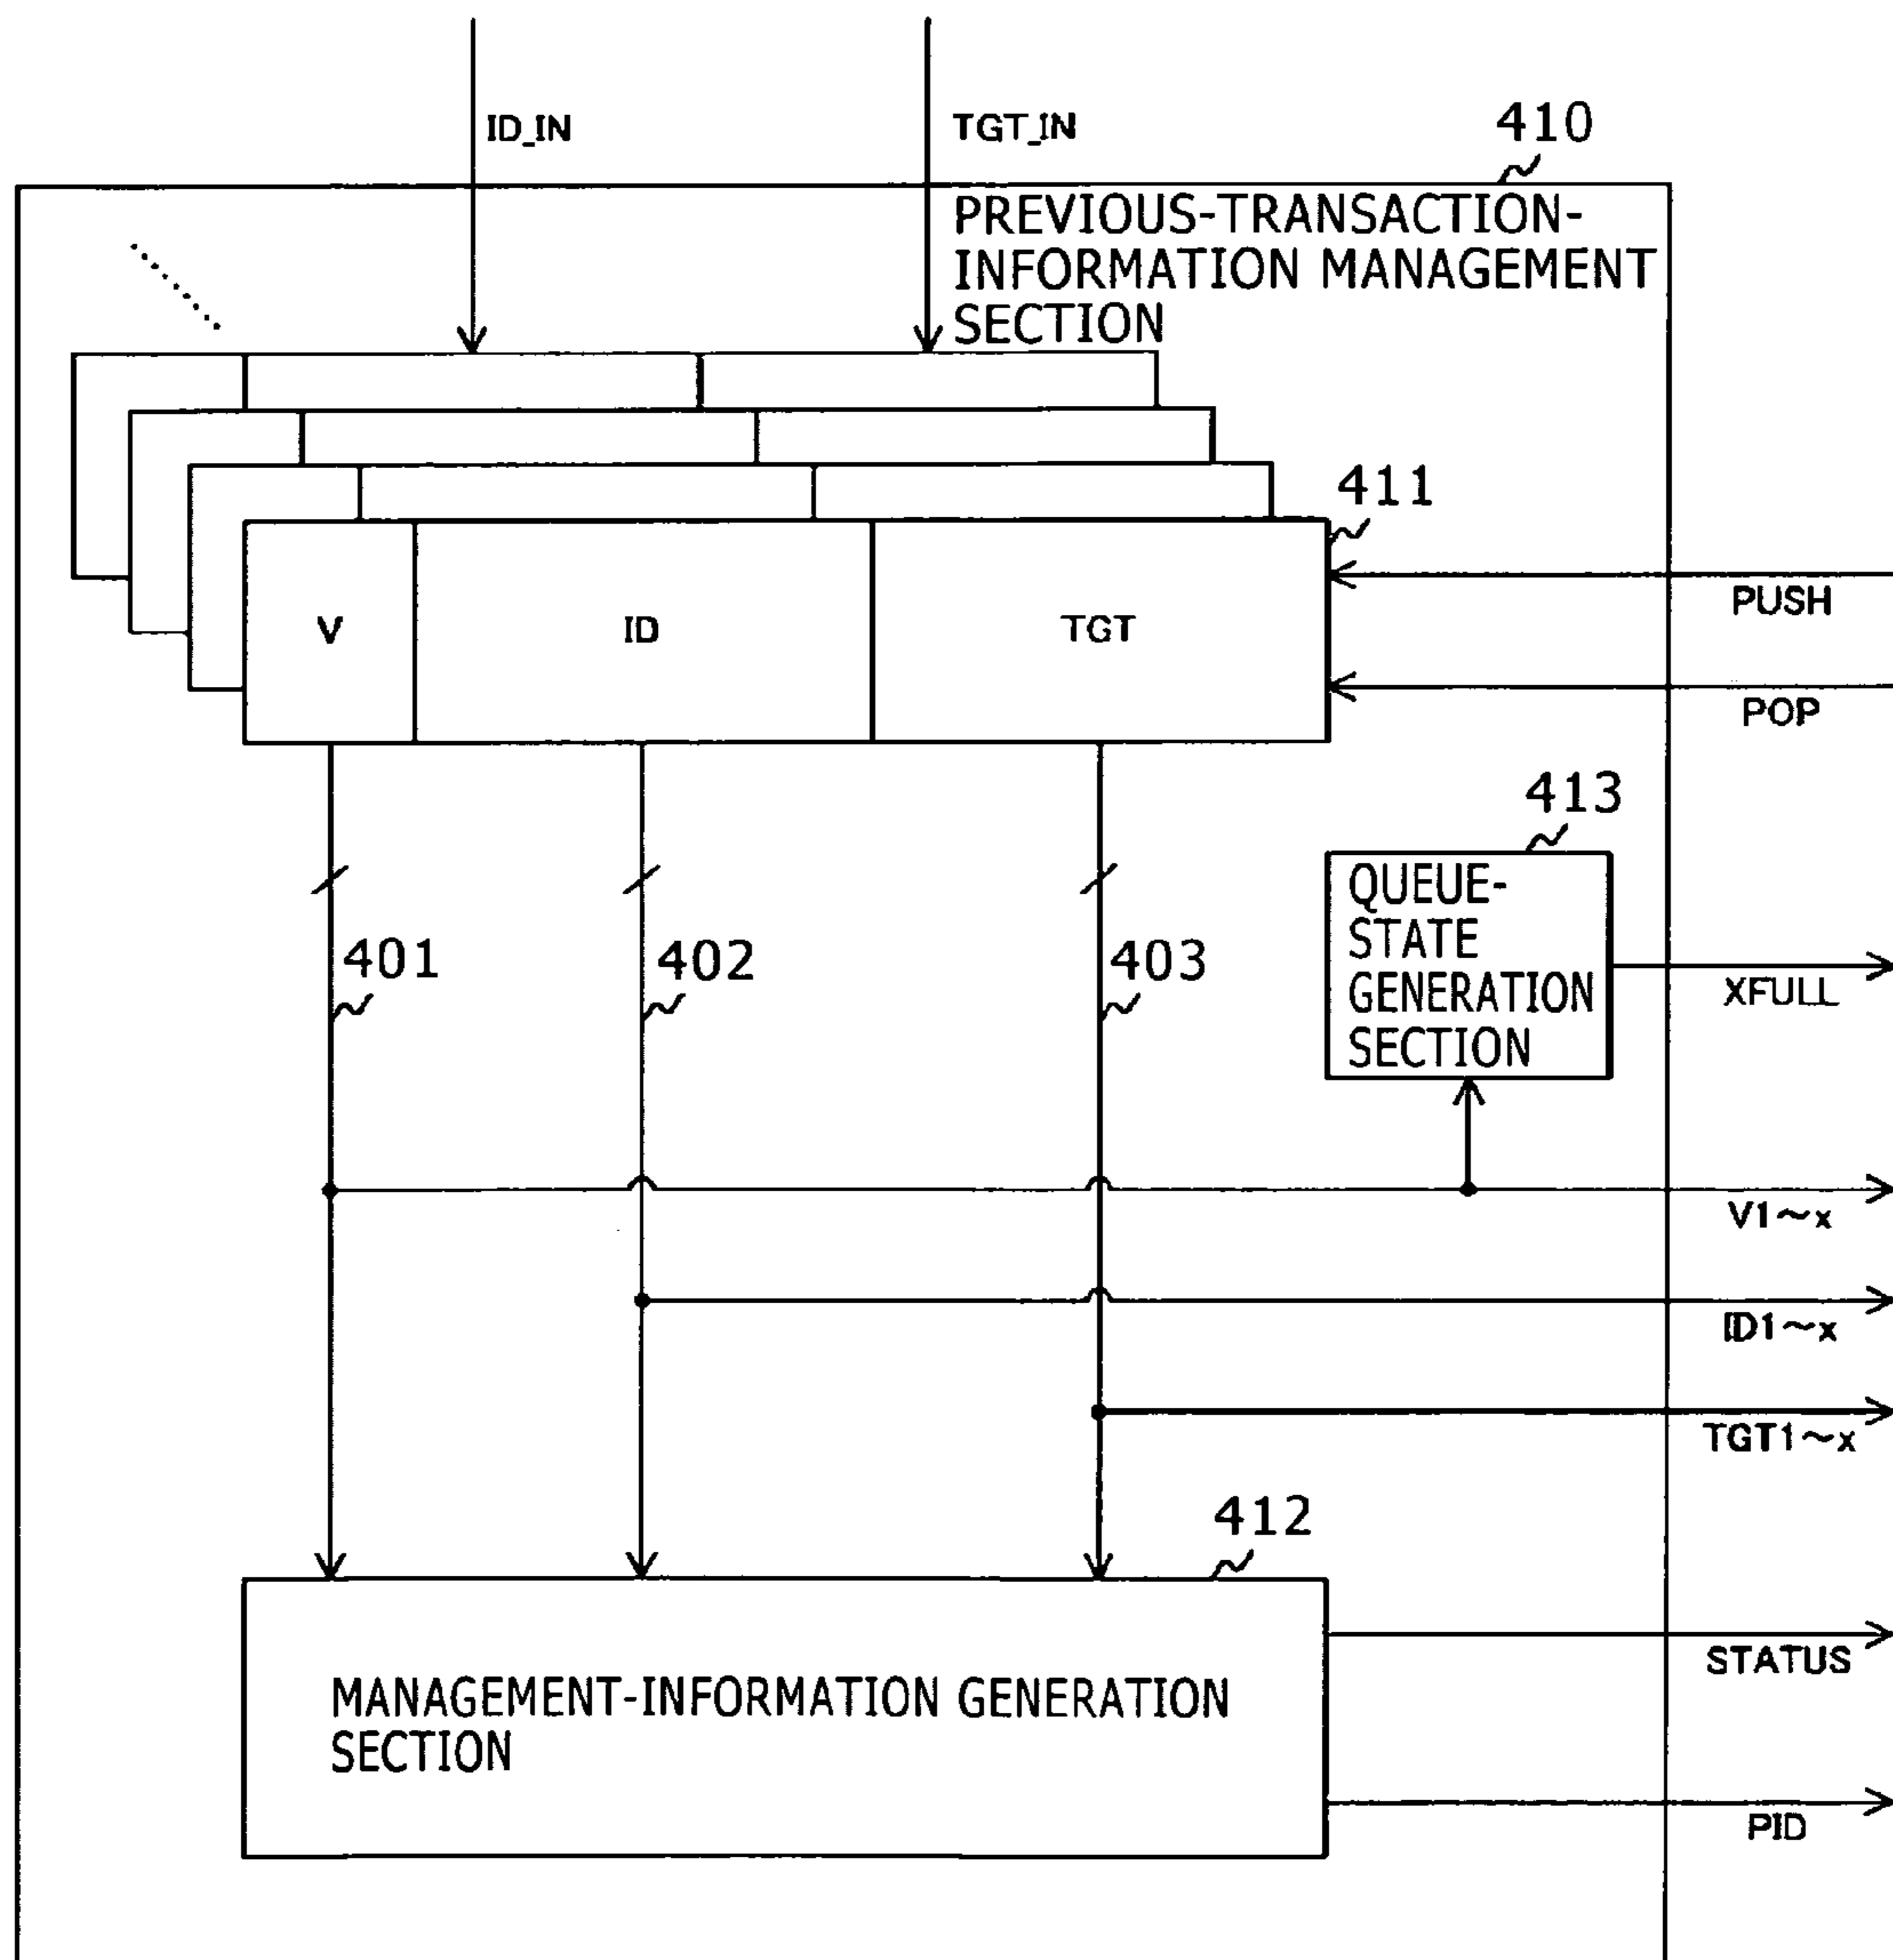 410
ID_IN
TGT_IN
PREVIOUS-TRANSACTION-
INFORMATION MANAGEMENT
SECTION
411
V
ID
TGT
PUSH
POP
413
QUEUE-
STATE
GENERATION
SECTION
401
402
403
XFULL
V1~x
ID1~x
TGT1~x
412
MANAGEMENT-INFORMATION GENERATION
SECTION
STATUS
PID